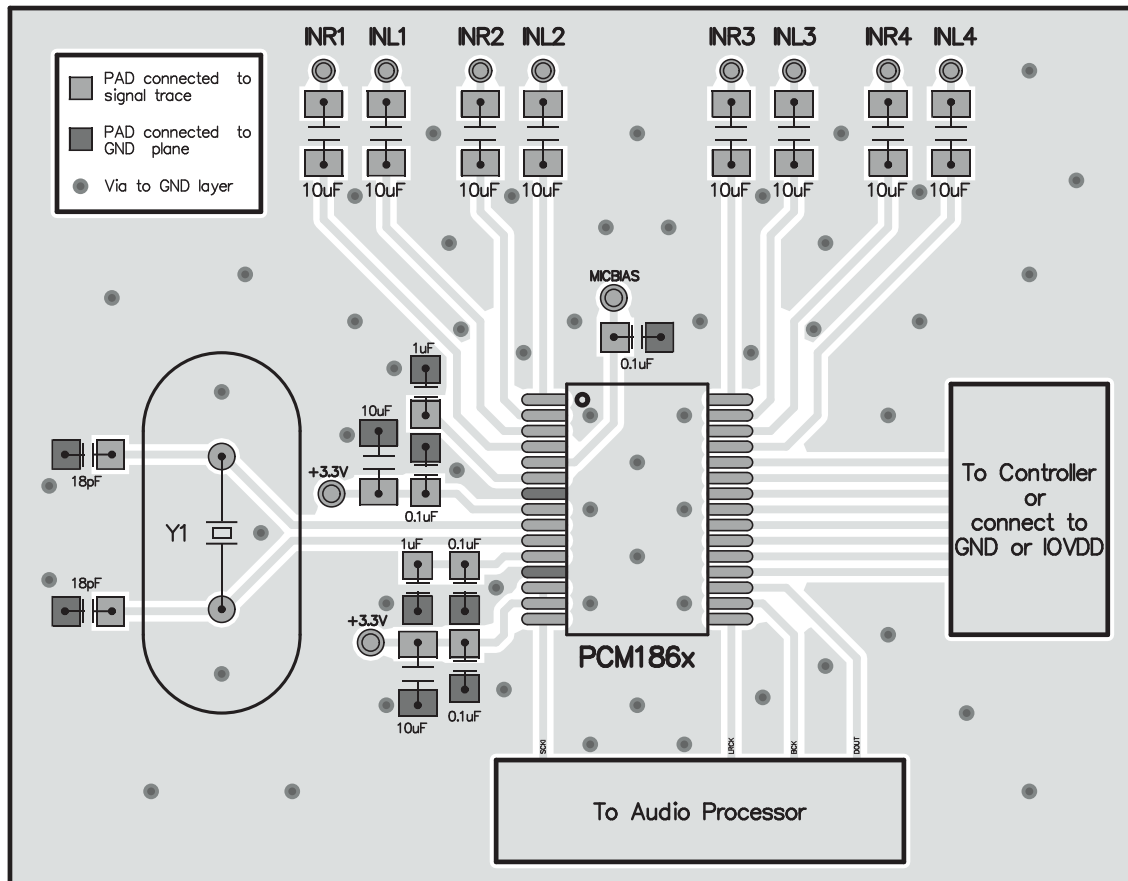 INR1 INL1 INR2 INL2 INR3 INL3 INR4 INL4
PAD connected to
signal trace
PAD connected to
GND plane
Via to GND layer
10uF 10uF 10uF 10uF 10uF 10uF 10uF 10uF
MICBIAS
0.1uF
1uF
10uF
+3.3V
0.1uF
18pF
Y1
18pF
1uF 0.1uF
+3.3V
10uF 0.1uF
PCM186x
To Controller
or
connect to
GND or IOVDD
SCKI LRCK BCK DOUT
To Audio Processor